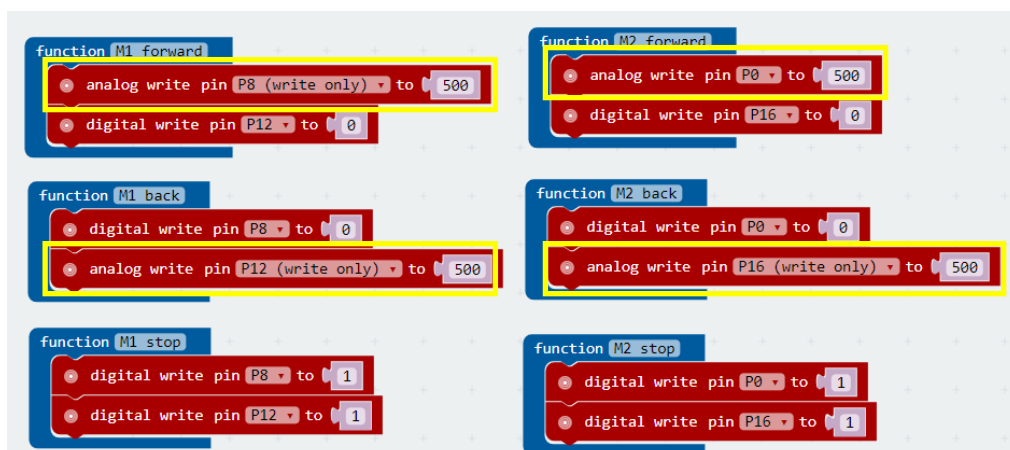 function M1 forward
analog write pin P8 (write only) to 500
digital write pin P12 to 0
function M2 forward
analog write pin P0 to 500
digital write pin P16 to 0
function M1 back
digital write pin P8 to 0
analog write pin P12 (write only) to 500
function M2 back
digital write pin P0 to 0
analog write pin P16 (write only) to 500
function M1 stop
digital write pin P8 to 1
digital write pin P12 to 1
function M2 stop
digital write pin P0 to 1
digital write pin P16 to 1